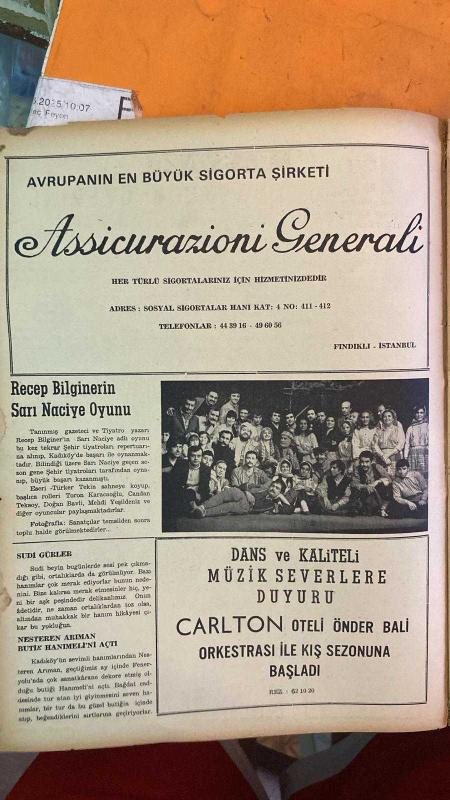 10:07
AVRUPANIN EN BÜYÜK SİGORTA ŞİRKETİ
Assicurazioni Generali
HER TÜRLÜ SİGORTALARINIZ İÇİN HİZMETİNİZDEDİR
ADRES : SOSYAL SİGORTALAR HANI KAT: 4 NO: 411 - 412
TELEFONLAR : 44 39 16 - 49 60 56
FINDIKLI - İSTANBUL
Recep Bilginerin
Sarı Naciye Oyunu
Tanınmış gazeteci ve Tiyatro yazarı
Recep Bilginer'in Sarı Naciye adlı oyunu
bu kez tekrar Şehir tiyatroları repertuarı-
na alınıp, Kadıköy'de başarı ile oynanmak-
tadır. Bilindiği üzere Sarı Naciye geçen se-
zon gene Şehir tiyatroları tarafından oyna-
nıp, büyük başarı kazanmıştı.
Eseri Türker Tekin sahneye koyup,
başlıca rolleri Toron Karacaoğlu, Candan
Teksoy, Doğan Bavli, Mehdi Yeşildeniz ve
diğer oyuncular paylaşmaktadırlar.
Fotoğrafta: Sanatçılar temsilden sonra
toplu halde görülmektedirler..
SUDİ GÜRLER
Sudi beyin bugünlerde sesi pek çıkma-
dığı gibi, ortalıklarda da görülmüyor. Bazı
hanımlar çok merak ediyorlar bunun nede-
nini. Bize kalırsa merak etmesinler hiç, ye-
ni bir aşk peşindedir delikanlımız. Onun
âdetidir, ne zaman ortalıklardan toz olsa,
altından muhakkak bir hanım hikâyesi çı-
kar bu yokluğun.
NESTEREN ARIMAN
BUTİK HANIMELİ'Nİ AÇTI
Kadıköy'ün sevimli hanımlarından Nes-
teren Arıman, geçtiğimiz ay içinde Fener-
yolu'nda çok sanatkârane dekore etmiş ol-
duğu butiği Hanımeli'ni açtı. Bağdat cad-
desinde tur atan iyi giyinmesini seven ha-
nımlar, bir tur da bu güzel butiğin içinde
atıp, beğendiklerini sırtlarına geçiriyorlar.
DANS ve KALİTELİ
MÜZİK SEVERLERE
DUYURU
CARLTON OTELİ ÖNDER BALİ
ORKESTRASI İLE KIŞ SEZONUNA
BAŞLADI
REZ. : 62 10 20